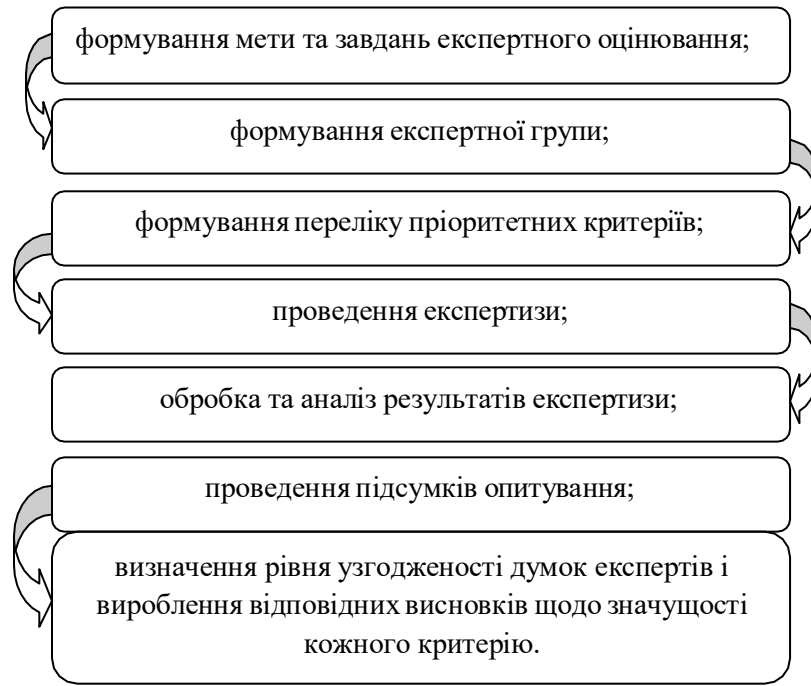 формування мети та завдань експертного оцінювання;
формування експертної групи;
формування переліку пріоритетних критеріїв;
проведення експертизи;
обробка та аналіз результатів експертизи;
проведення підсумків опитування;
визначення рівня узгодженості думок експертів і
вироблення відповідних висновків щодо значущості
кожного критерію.